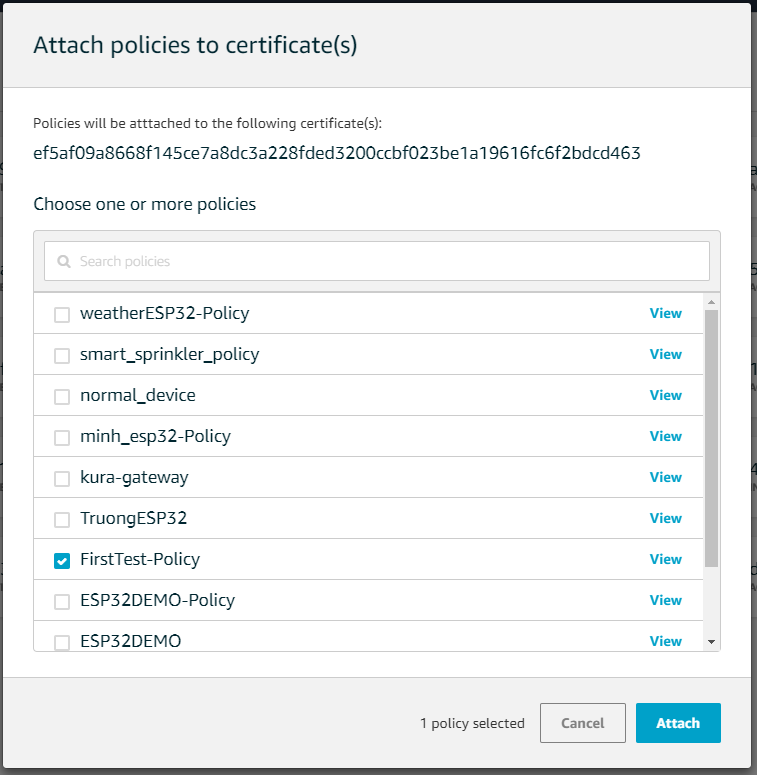 Attach policies to certificate(s)
Policies will be atttached to the following certificate(s):
ef5af09a8668f145ce7a8dc3a228fded3200ccbf023be1a19616fc6f2bdcd463
Choose one or more policies
Search policies
weatherESP32-Policy View
smart_sprinkler_policy View
normal_device View
minh_esp32-Policy View
kura-gateway View
TruongESP32 View
FirstTest-Policy View
ESP32DEMO-Policy View
ESP32DEMO View
1 policy selected Cancel Attach